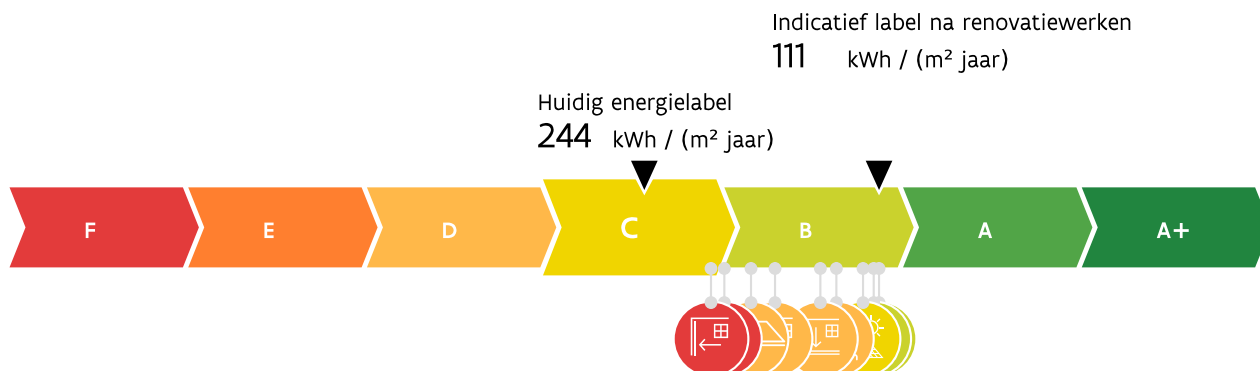 Indicatief label na renovatiewerken
111 kWh / (m² jaar)
Huidig energielabel
244 kWh / (m² jaar)
F E D C B A A+